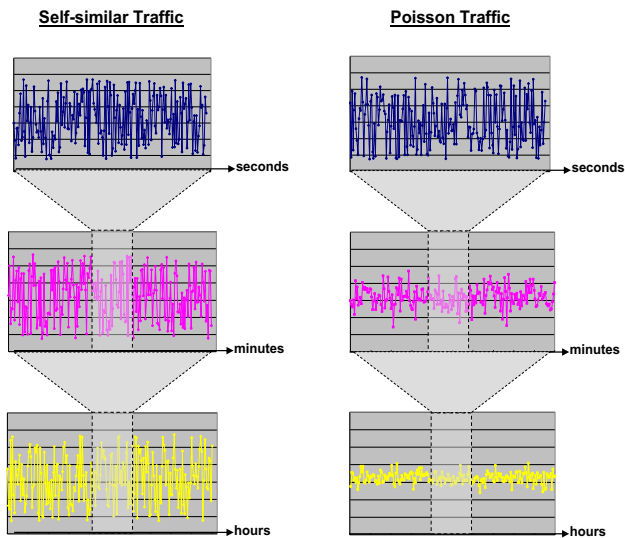 Self-similar Traffic
Poisson Traffic
seconds
seconds
minutes
minutes
hours
hours